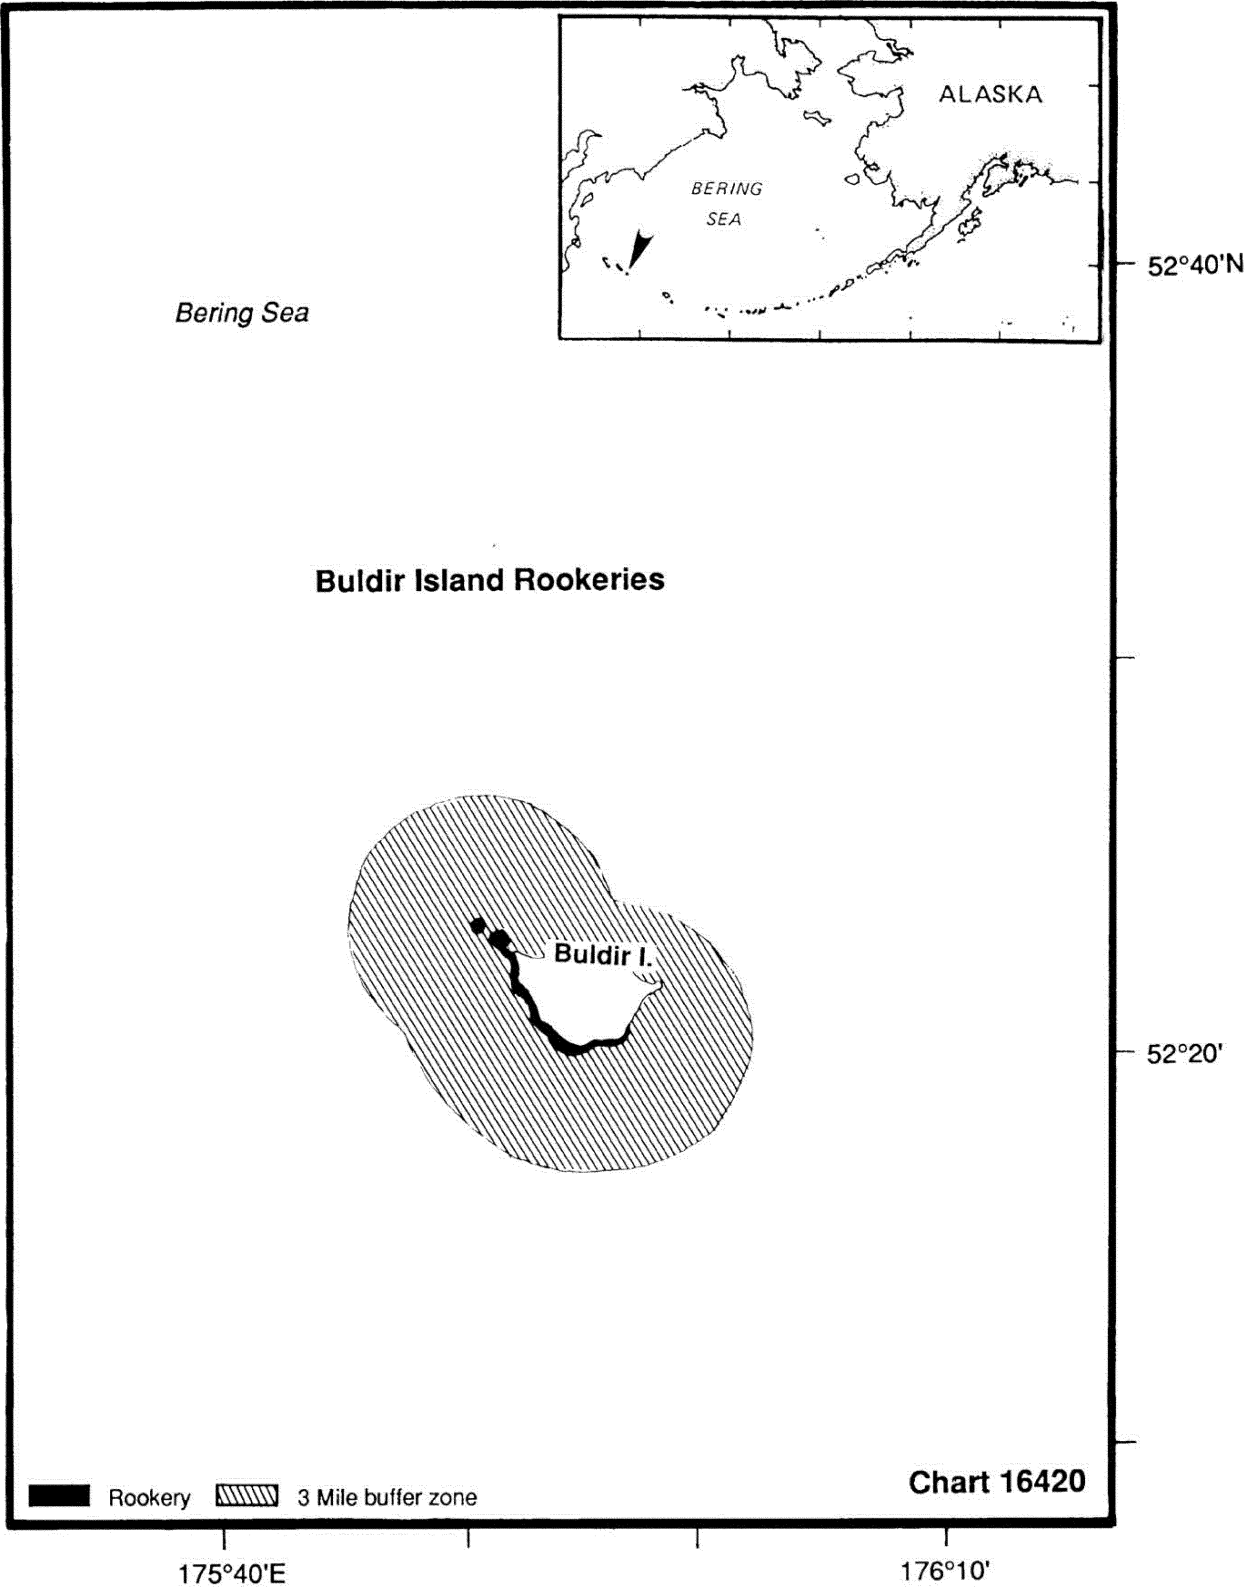 ALASKA
BERING
SEA
52°40'N
Bering Sea
Buldir Island Rookeries
Buldir I.
52°20'
Chart 16420
Rookery 3 Mile buffer zone
175°40'E 176°10'